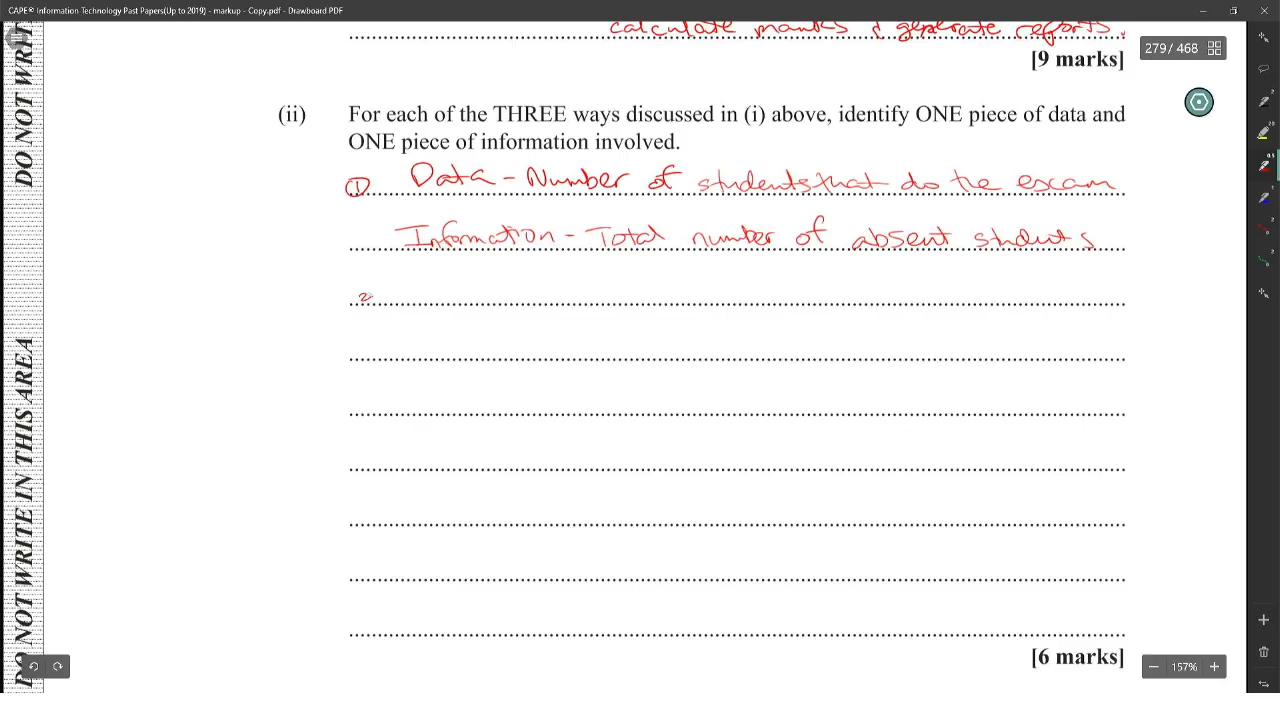 CAPE® Information Technology Past Papers(Up to 2019) - markup - Copy.pdf - Drawboard PDF
calculate marks & generate reports.
[9 marks]
279 / 468
(ii) For each of the THREE ways discussed in (i) above, identify ONE piece of data and
ONE piece of information involved.
① Data - Number of students that do the exam
Information - Total number of absent students
2
[6 marks]
157%
DO NOT WRIT
DO NOT WRITE IN THIS AREA